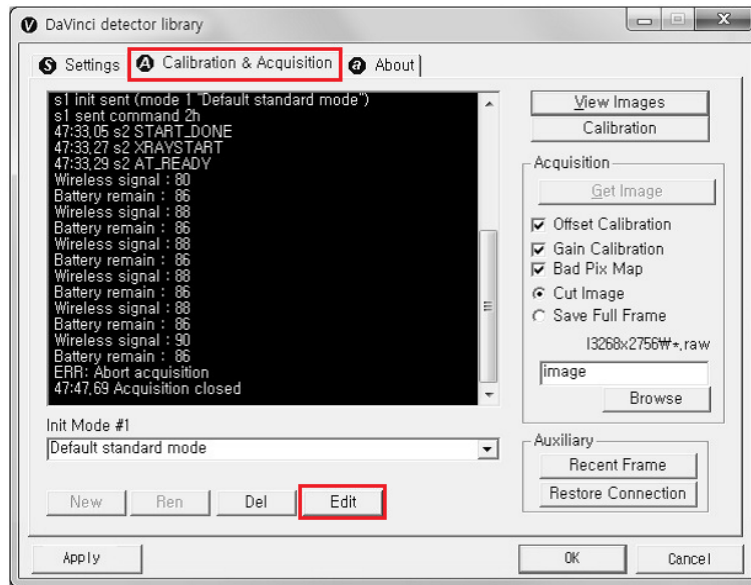 DaVinci detector library
Settings
Calibration & Acquisition
About
s1 init sent (mode 1 "Default standard mode")
s1 sent command 2h
47:33,05 s2 START_DONE
47:33,27 s2 XRAYSTART
47:33,29 s2 AT_READY
Wireless signal : 80
Battery remain : 86
Wireless signal : 88
Battery remain : 86
Wireless signal : 88
Battery remain : 86
Wireless signal : 88
Battery remain : 86
Wireless signal : 88
Battery remain : 86
Wireless signal : 90
Battery remain : 86
ERR: Abort acquisition
47:47,69 Acquisition closed
Init Mode #1
Default standard mode
New
Ren
Del
Edit
View Images
Calibration
Acquisition
Get Image
Offset Calibration
Gain Calibration
Bad Pix Map
Cut Image
Save Full Frame
I3268x2756₩*.raw
image
Browse
Auxiliary
Recent Frame
Restore Connection
Apply
OK
Cancel